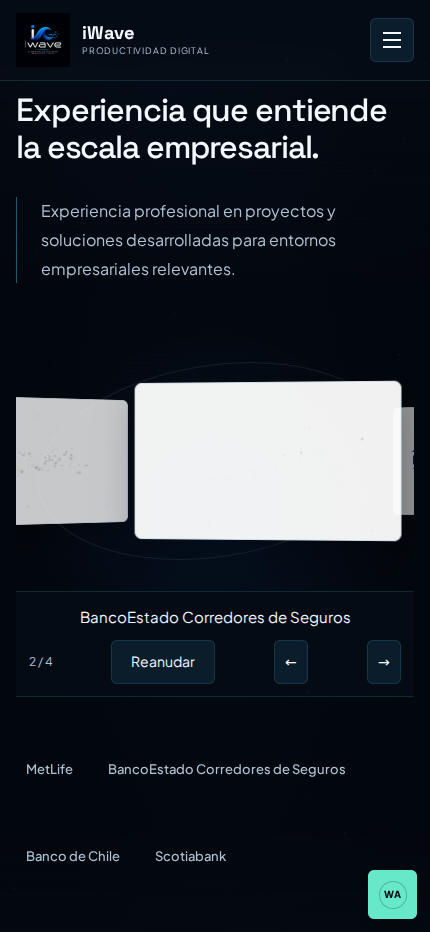 iWave
iWave
PRODUCTIVIDAD DIGITAL
Experiencia que entiende
la escala empresarial.
Experiencia profesional en proyectos y
soluciones desarrolladas para entornos
empresariales relevantes.
BancoEstado Corredores de Seguros
2 / 4
Reanudar
←
→
MetLife
BancoEstado Corredores de Seguros
Banco de Chile
Scotiabank
WA